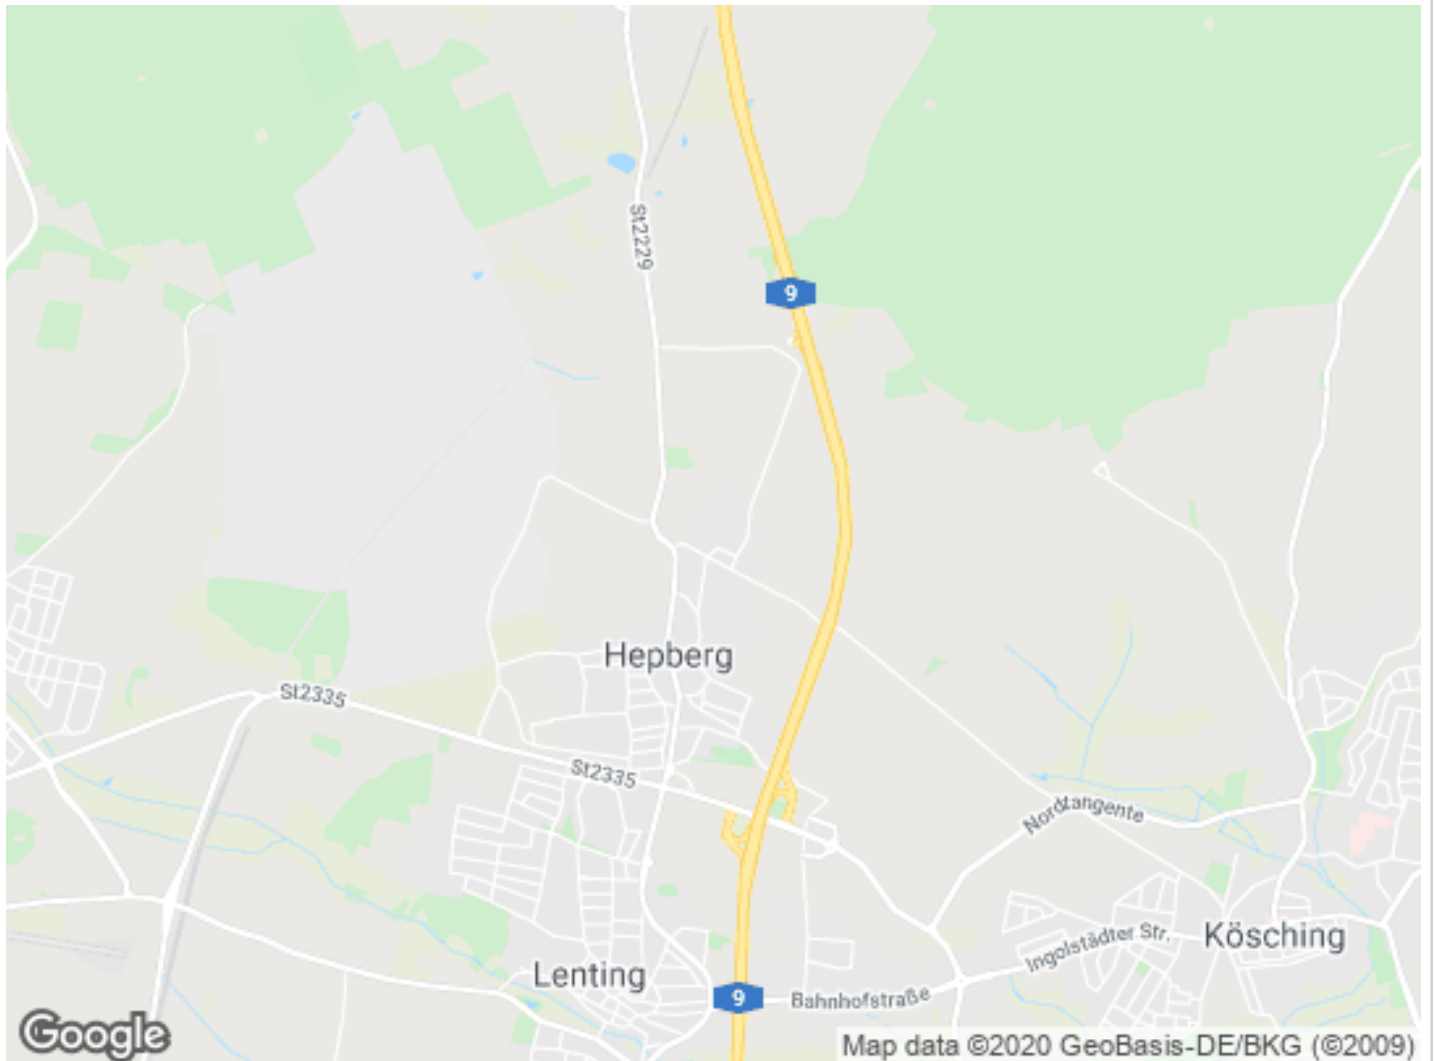 St2229
9
Hepberg
St2335
St2335
Nordtangente
Kösching
Ingolstädter Str.
Lenting
9
Bahnhofstraße
Google
Map data ©2020 GeoBasis-DE/BKG (©2009)